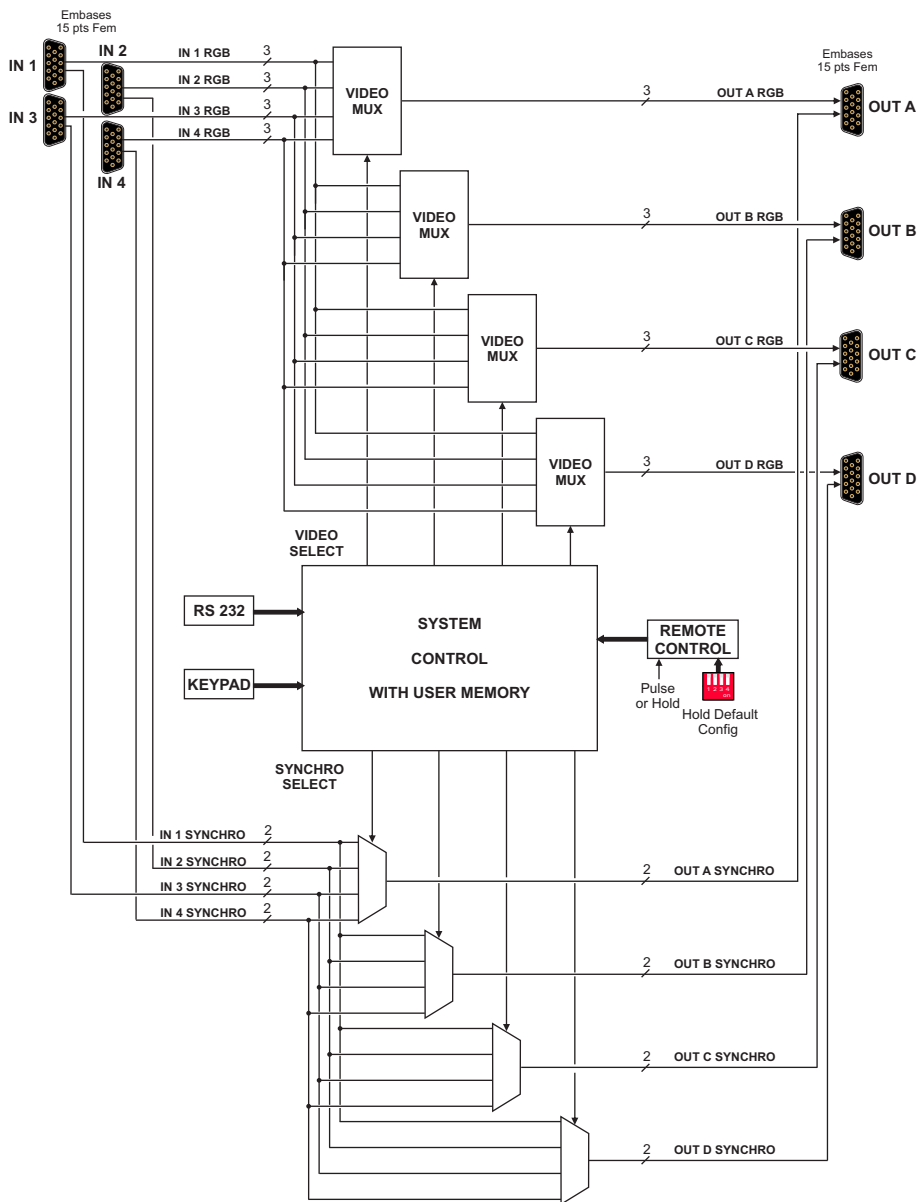 Embases
15 pts Fem
IN 1
IN 2
IN 3
IN 4
IN 1 RGB
3
IN 2 RGB
3
IN 3 RGB
3
IN 4 RGB
3
VIDEO
MUX
3
OUT A RGB
Embases
15 pts Fem
OUT A
VIDEO
MUX
3
OUT B RGB
OUT B
VIDEO
MUX
3
OUT C RGB
OUT C
VIDEO
MUX
3
OUT D RGB
OUT D
VIDEO
SELECT
RS 232
KEYPAD
SYSTEM
CONTROL
WITH USER MEMORY
REMOTE
CONTROL
Pulse
or Hold
1 2 3 4
ON
Hold Default
Config
SYNCHRO
SELECT
IN 1 SYNCHRO
2
IN 2 SYNCHRO
2
IN 3 SYNCHRO
2
IN 4 SYNCHRO
2
2
OUT A SYNCHRO
2
OUT B SYNCHRO
2
OUT C SYNCHRO
2
OUT D SYNCHRO